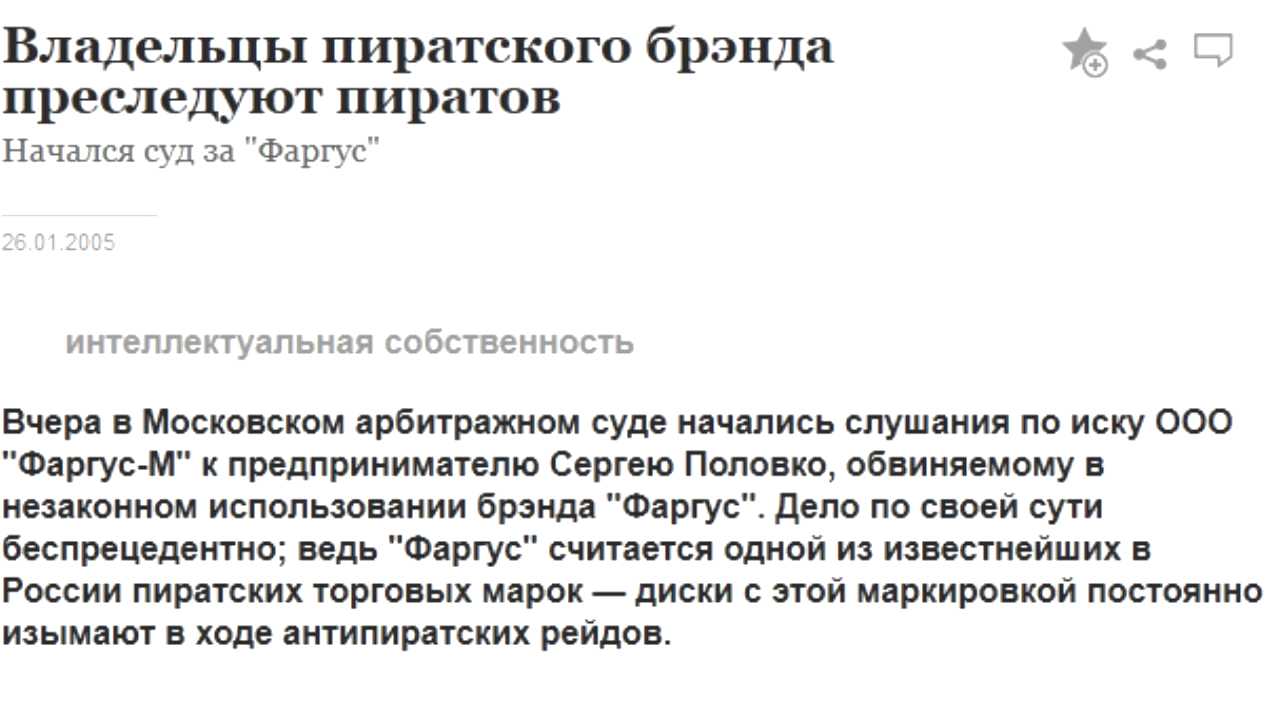 Владельцы пиратского брэнда
преследуют пиратов
Начался суд за "Фаргус"
26.01.2005
интеллектуальная собственность
Вчера в Московском арбитражном суде начались слушания по иску ООО
"Фаргус-М" к предпринимателю Сергею Половко, обвиняемому в
незаконном использовании брэнда "Фаргус". Дело по своей сути
беспрецедентно; ведь "Фаргус" считается одной из известнейших в
России пиратских торговых марок — диски с этой маркировкой постоянно
изымают в ходе антипиратских рейдов.